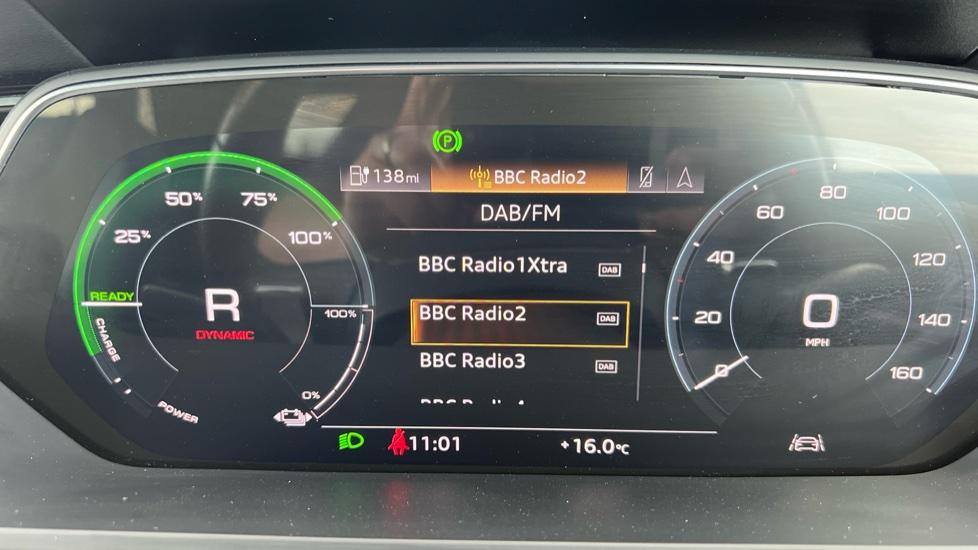 P
138mi
BBC Radio2
DAB/FM
BBC Radio1Xtra DAB
BBC Radio2 DAB
BBC Radio3 DAB
25%
50%
75%
100%
READY
CHARGE
POWER
R
DYNAMIC
100%
0%
0
20
40
60
80
100
120
140
160
0
MPH
11:01
+16.0°C